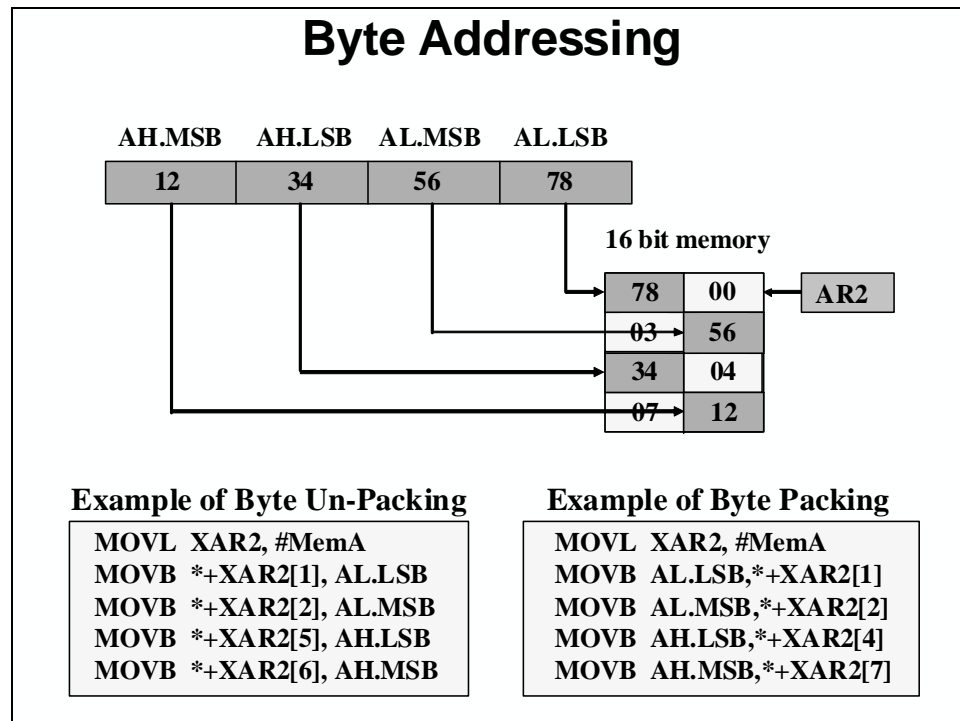 Byte Addressing
AH.MSB AH.LSB AL.MSB AL.LSB
12 34 56 78
16 bit memory
78 00 AR2
03 56
34 04
07 12
Example of Byte Un-Packing
MOVL XAR2, #MemA
MOVB *+XAR2[1], AL.LSB
MOVB *+XAR2[2], AL.MSB
MOVB *+XAR2[5], AH.LSB
MOVB *+XAR2[6], AH.MSB
Example of Byte Packing
MOVL XAR2, #MemA
MOVB AL.LSB,*+XAR2[1]
MOVB AL.MSB,*+XAR2[2]
MOVB AH.LSB,*+XAR2[4]
MOVB AH.MSB,*+XAR2[7]